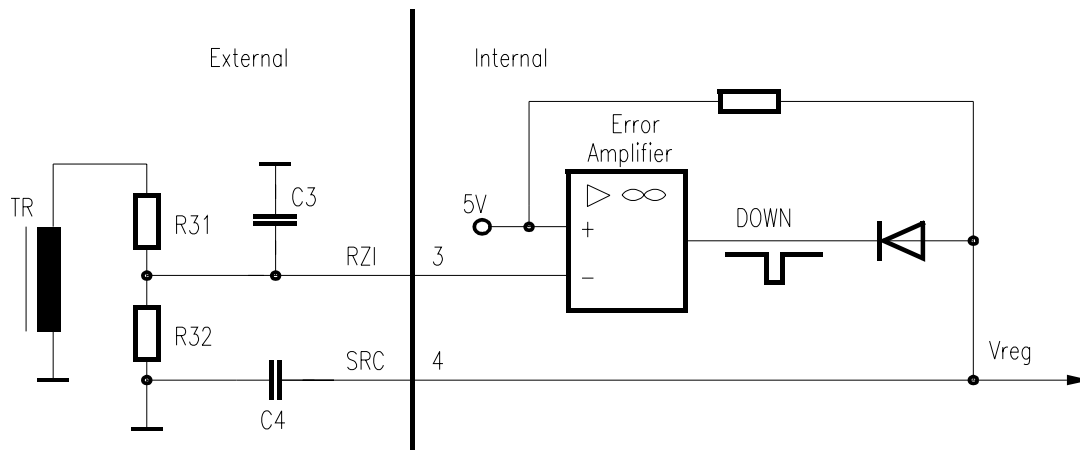 External
Internal
Error
Amplifier
TR
C3
5V
DOWN
R31
+
RZI
3
−
R32
SRC
4
Vreg
C4